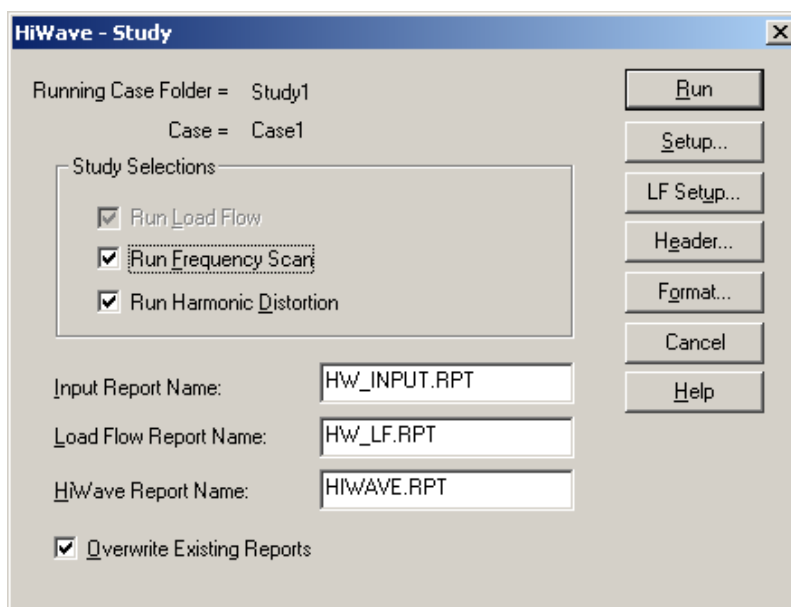 HiWave - Study
Running Case Folder = Study1
Case = Case1
Study Selections
Run Load Flow
Run Frequency Scan
Run Harmonic Distortion
Input Report Name: HW_INPUT.RPT
Load Flow Report Name: HW_LF.RPT
HiWave Report Name: HIWAVE.RPT
Overwrite Existing Reports
Run
Setup...
LF Setup...
Header...
Format...
Cancel
Help